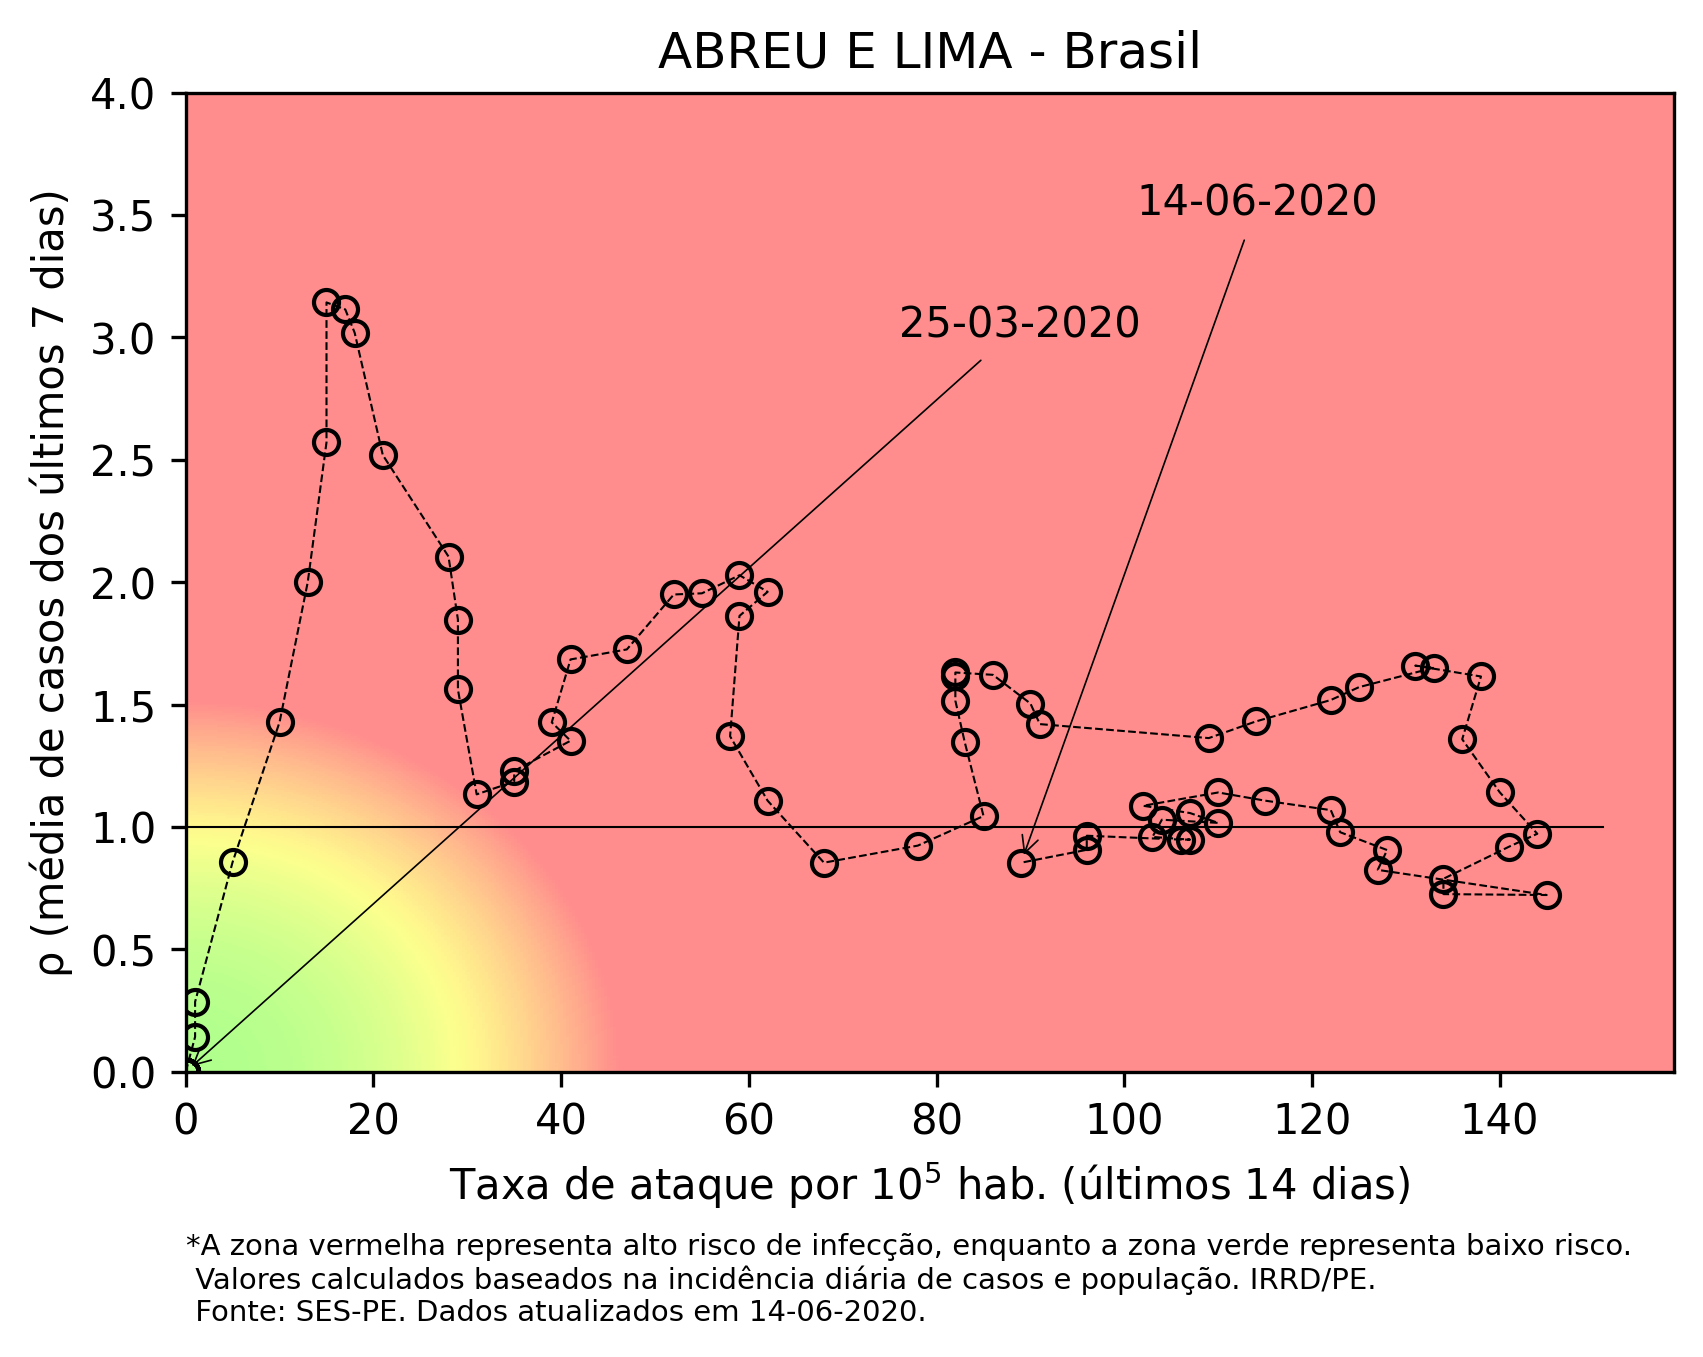 ABREU E LIMA - Brasil
4.0
3.5
3.0
2.5
2.0
1.5
1.0
0.5
0.0
ρ (média de casos dos últimos 7 dias)
14-06-2020
25-03-2020
0 20 40 60 80 100 120 140
Taxa de ataque por 10⁵ hab. (últimos 14 dias)
*A zona vermelha representa alto risco de infecção, enquanto a zona verde representa baixo risco.
Valores calculados baseados na incidência diária de casos e população. IRRD/PE.
Fonte: SES-PE. Dados atualizados em 14-06-2020.